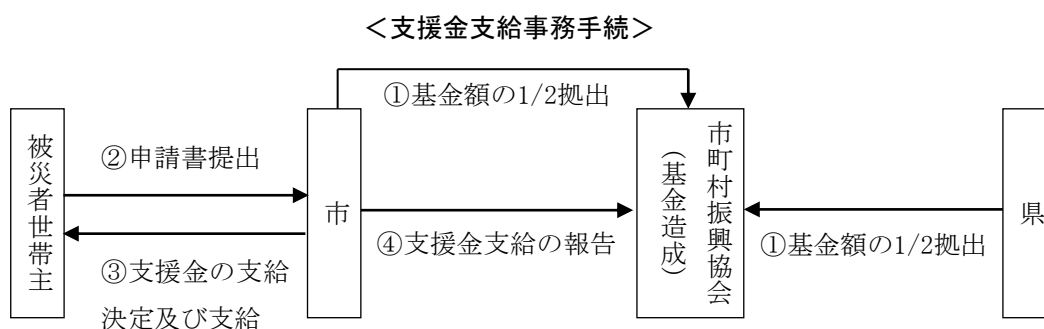 ＜支援金支給事務手続＞
①基金額の1/2拠出
被災者世帯主
②申請書提出
③支援金の支給
決定及び支給
市
④支援金支給の報告
市町村振興協会
(基金造成)
①基金額の1/2拠出
県